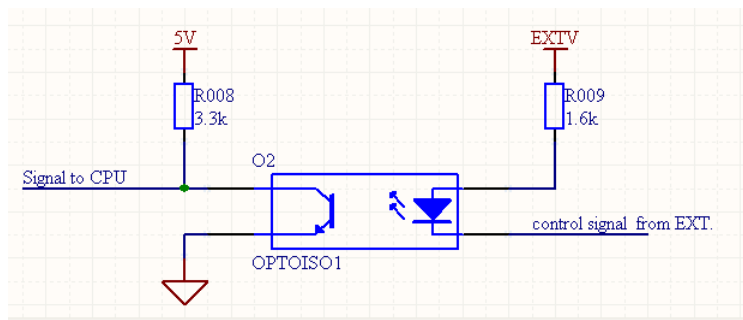 5V
EXTV
R008
3.3k
R009
1.6k
O2
Signal to CPU
control signal from EXT.
OPTOISO1